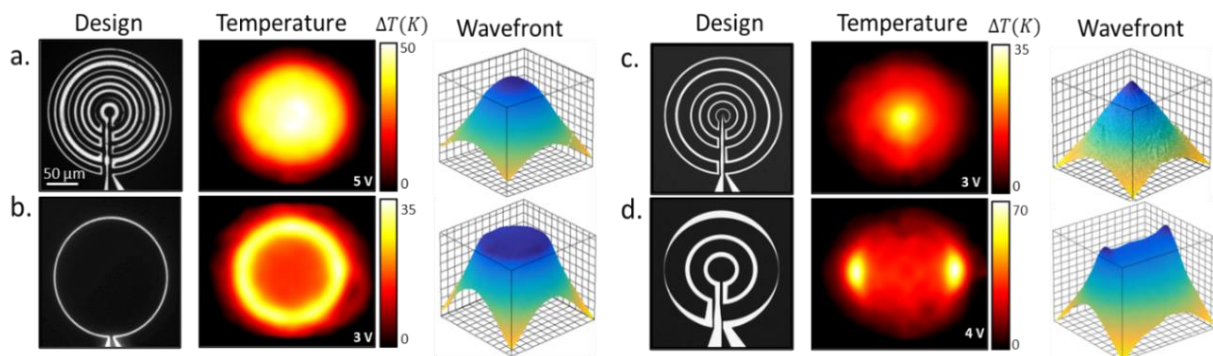 Design Temperature ΔT(K) Wavefront
a. 50 μm 5 V 50 0
b. 3 V 35 0
Design Temperature ΔT(K) Wavefront
c. 3 V 35 0
d. 4 V 70 0